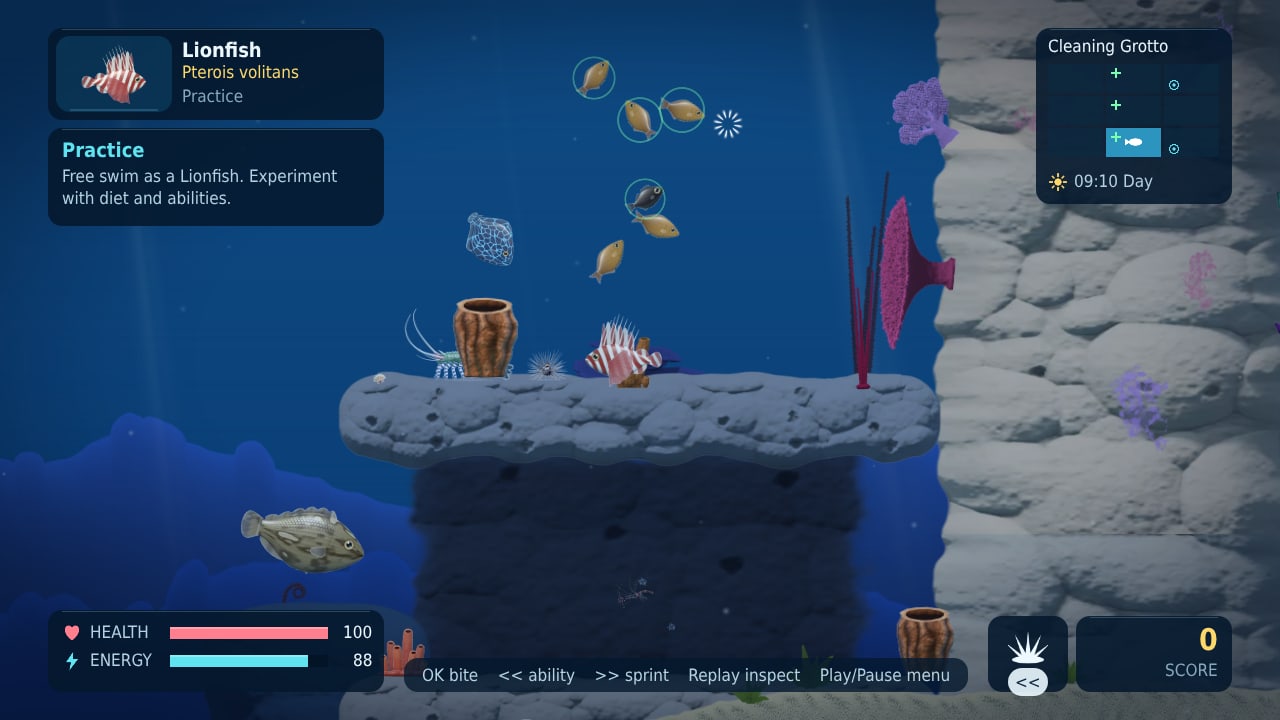 Lionfish
Pterois volitans
Practice
Practice
Free swim as a Lionfish. Experiment
with diet and abilities.
Cleaning Grotto
09:10 Day
HEALTH 100
ENERGY 88
OK bite << ability >> sprint Replay inspect Play/Pause menu
<<
0
SCORE